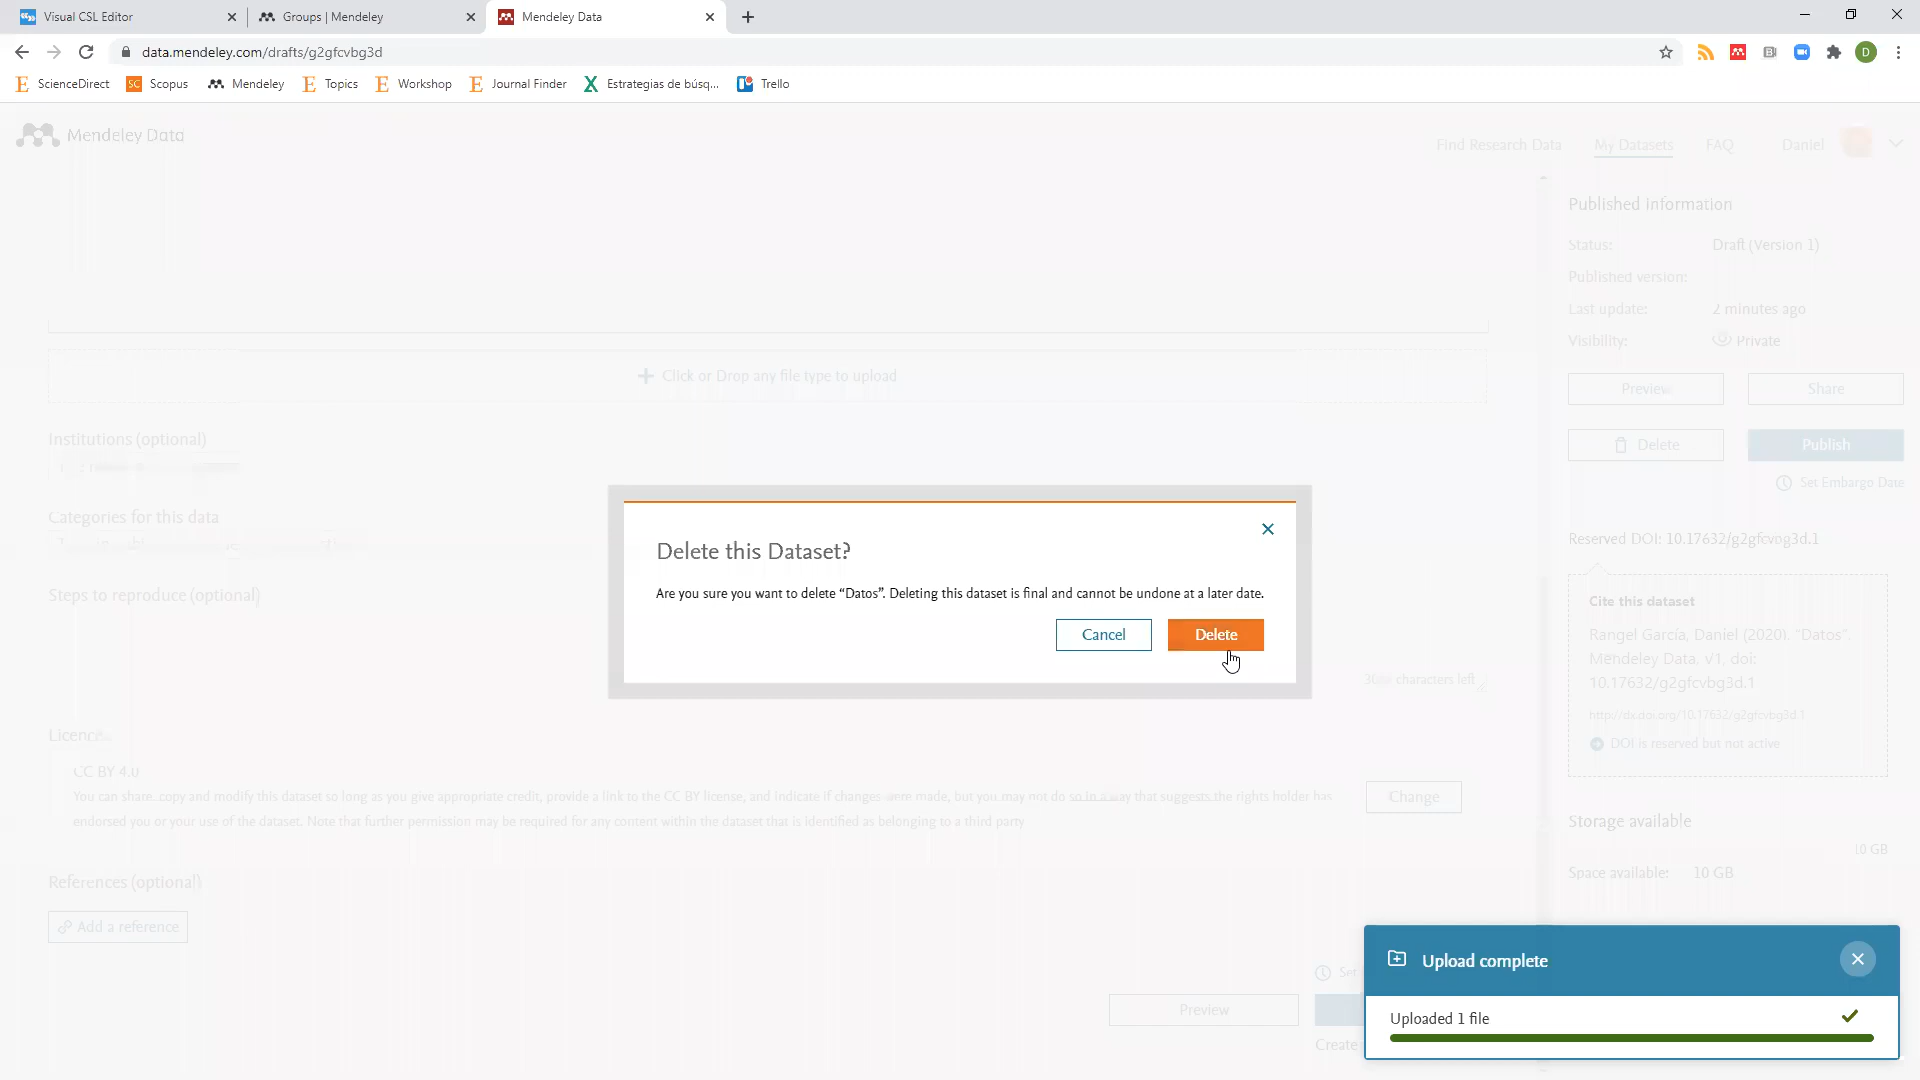 Visual CSL Editor
Groups | Mendeley
Mendeley Data
data.mendeley.com/drafts/g2gfcvbg3d
D
ScienceDirect
SC Scopus
Mendeley
Topics
Workshop
Journal Finder
Estrategias de búsq...
Trello
Mendeley Data
Find Research Data
My Datasets
FAQ
Daniel
Published information
Status: Draft (Version 1)
Published version:
Last update: 2 minutes ago
Visibility: Private
Preview
Share
Delete
Publish
Set Embargo Date
Reserved DOI: 10.17632/g2gfcvbg3d.1
Cite this dataset
Rangel García, Daniel (2020), “Datos”,
Mendeley Data, V1, doi:
10.17632/g2gfcvbg3d.1
http://dx.doi.org/10.17632/g2gfcvbg3d.1
DOI is reserved but not active
Storage available
10 GB
Space available: 10 GB
Click or Drop any file type to upload
Institutions (optional)
Categories for this data
Steps to reproduce (optional)
characters left
Delete this Dataset?
Are you sure you want to delete “Datos”. Deleting this dataset is final and cannot be undone at a later date.
Cancel
Delete
Licence
CC BY 4.0
You can share, copy and modify this dataset so long as you give appropriate credit, provide a link to the CC BY license, and indicate if changes were made, but you may not do so in a way that suggests the rights holder has
endorsed you or your use of the dataset. Note that further permission may be required for any content within the dataset that is identified as belonging to a third party
Change
References (optional)
Add a reference
Set
Preview
Create
Upload complete
Uploaded 1 file